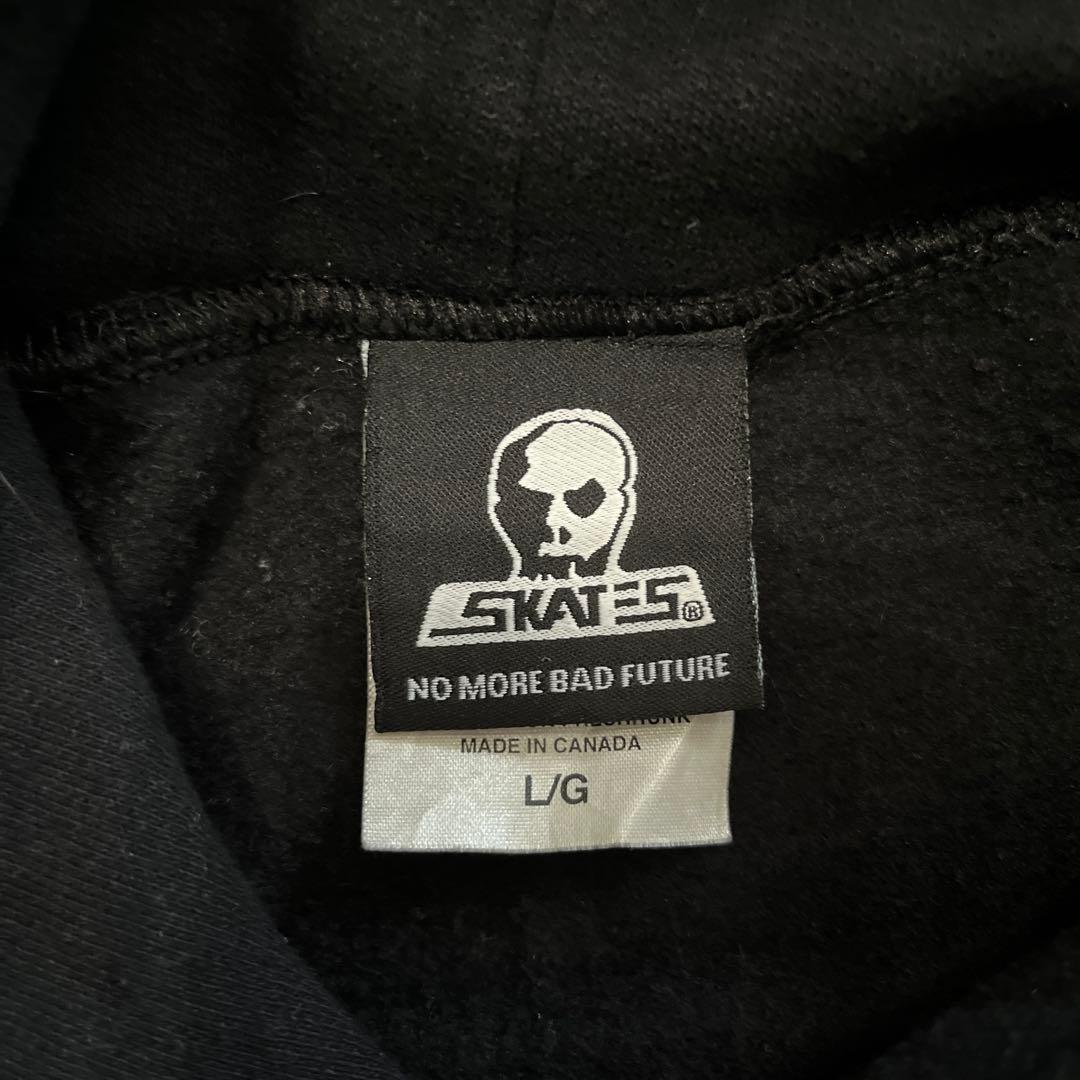 SKATES®
NO MORE BAD FUTURE
MADE IN CANADA
L/G